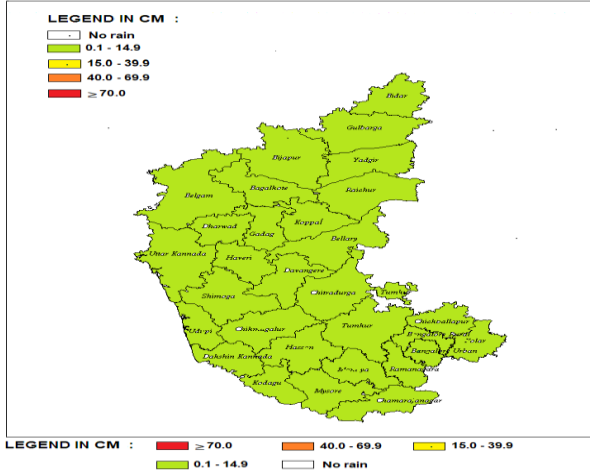 LEGEND IN CM :
No rain
0.1 - 14.9
15.0 - 39.9
40.0 - 69.9
≥ 70.0
Bidar
Gulbarga
Bijapur
Yadgir
Bagalkote
Raichur
Belgam
Dharwad
Koppal
Gadag
Bellary
Uttar Kannada
Haveri
Davangere
Shimoga
Chitradurga
Tumkur
Chickballapur
Udupi
Chikmagalur
Tumkur
Bangalore Rural
Kolar
Hassan
Bangalore Urban
Dakshin Kannada
Ramanagara
Kodagu
Mysore
Chamarajanagar
LEGEND IN CM : ≥ 70.0 40.0 - 69.9 15.0 - 39.9
0.1 - 14.9 No rain